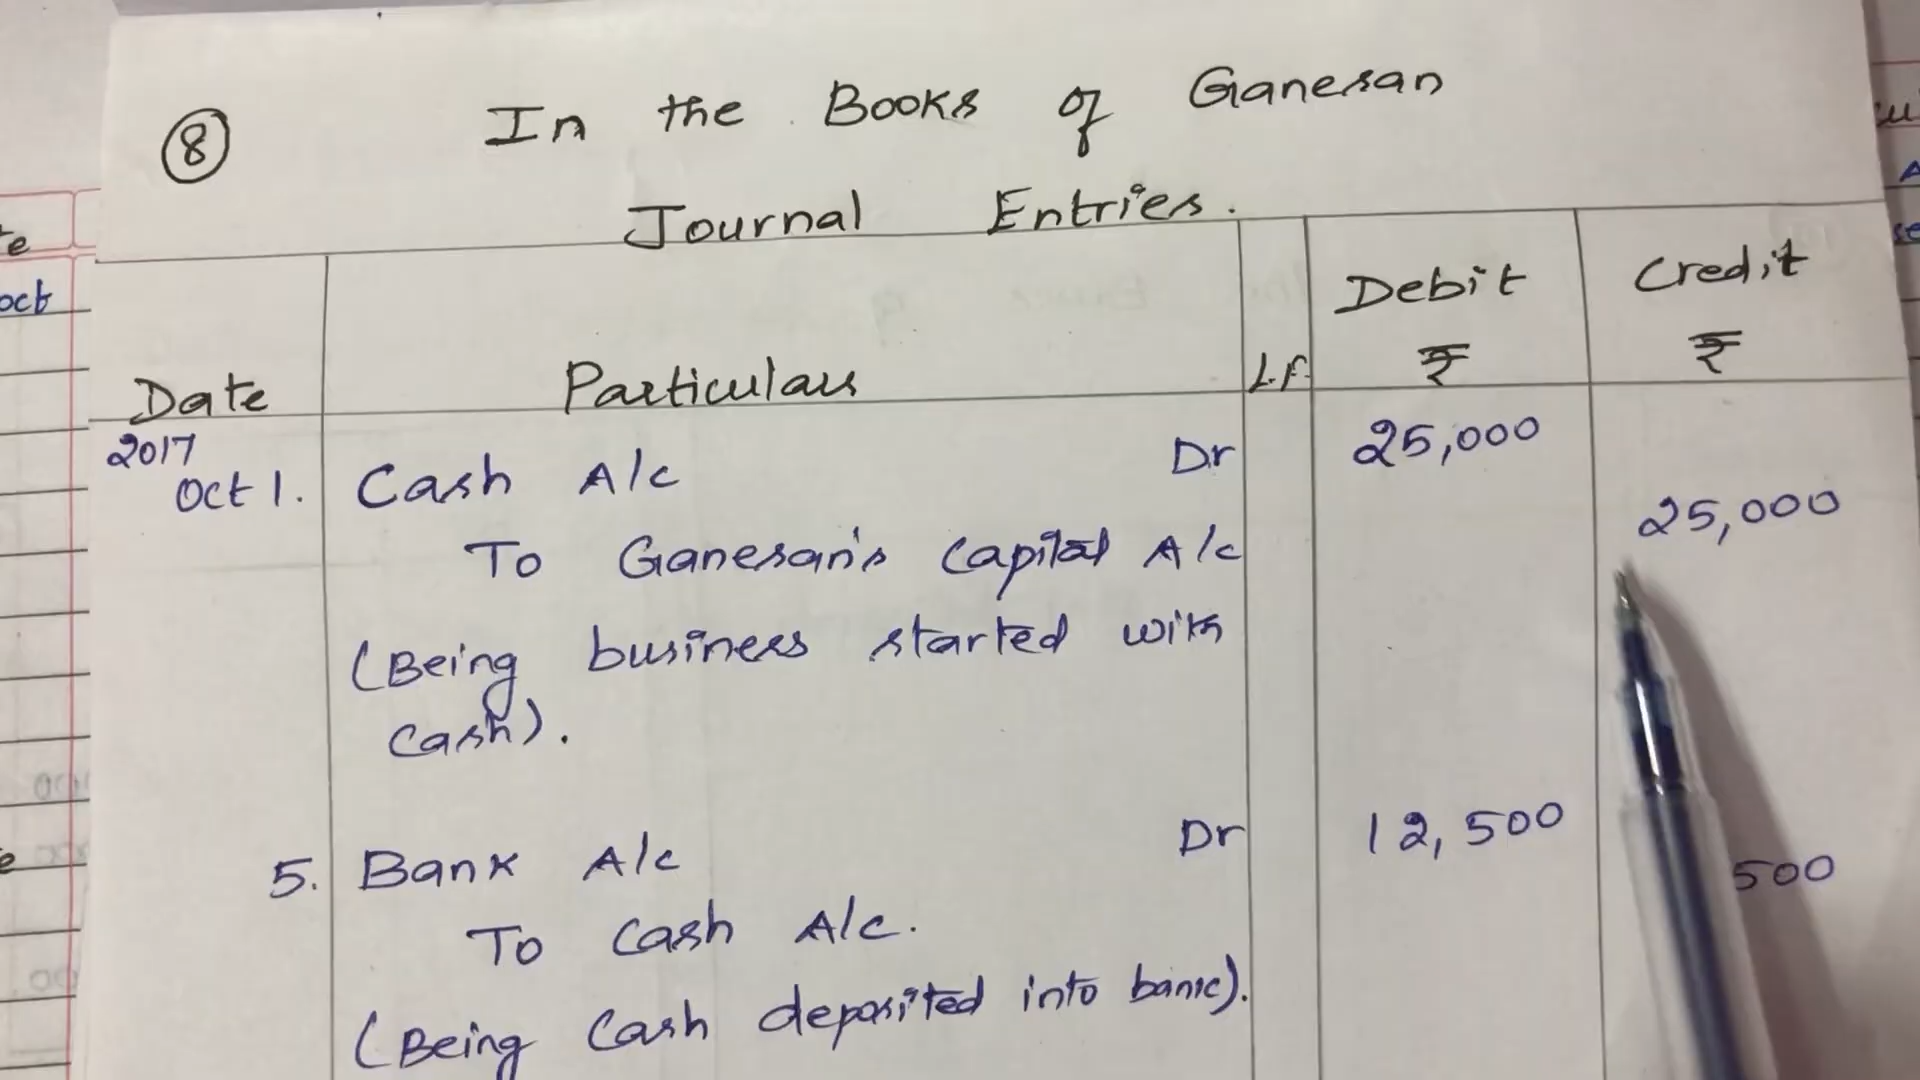 8
In the Books of Ganesan
Journal Entries.
Date Particulars L.F. Debit ₹ Credit ₹
2017
Oct 1. Cash A/c Dr 25,000
To Ganesan's Capital A/c 25,000
(Being business started with
cash).
5. Bank A/c Dr 12,500
To Cash A/c. 500
(Being Cash deposited into bank).
oct